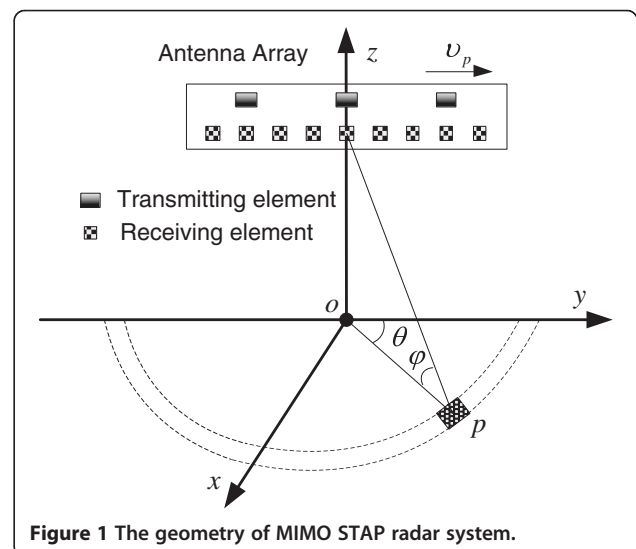 Antenna Array
z
υp
Transmitting element
Receiving element
o
y
θ
φ
p
x
Figure 1 The geometry of MIMO STAP radar system.